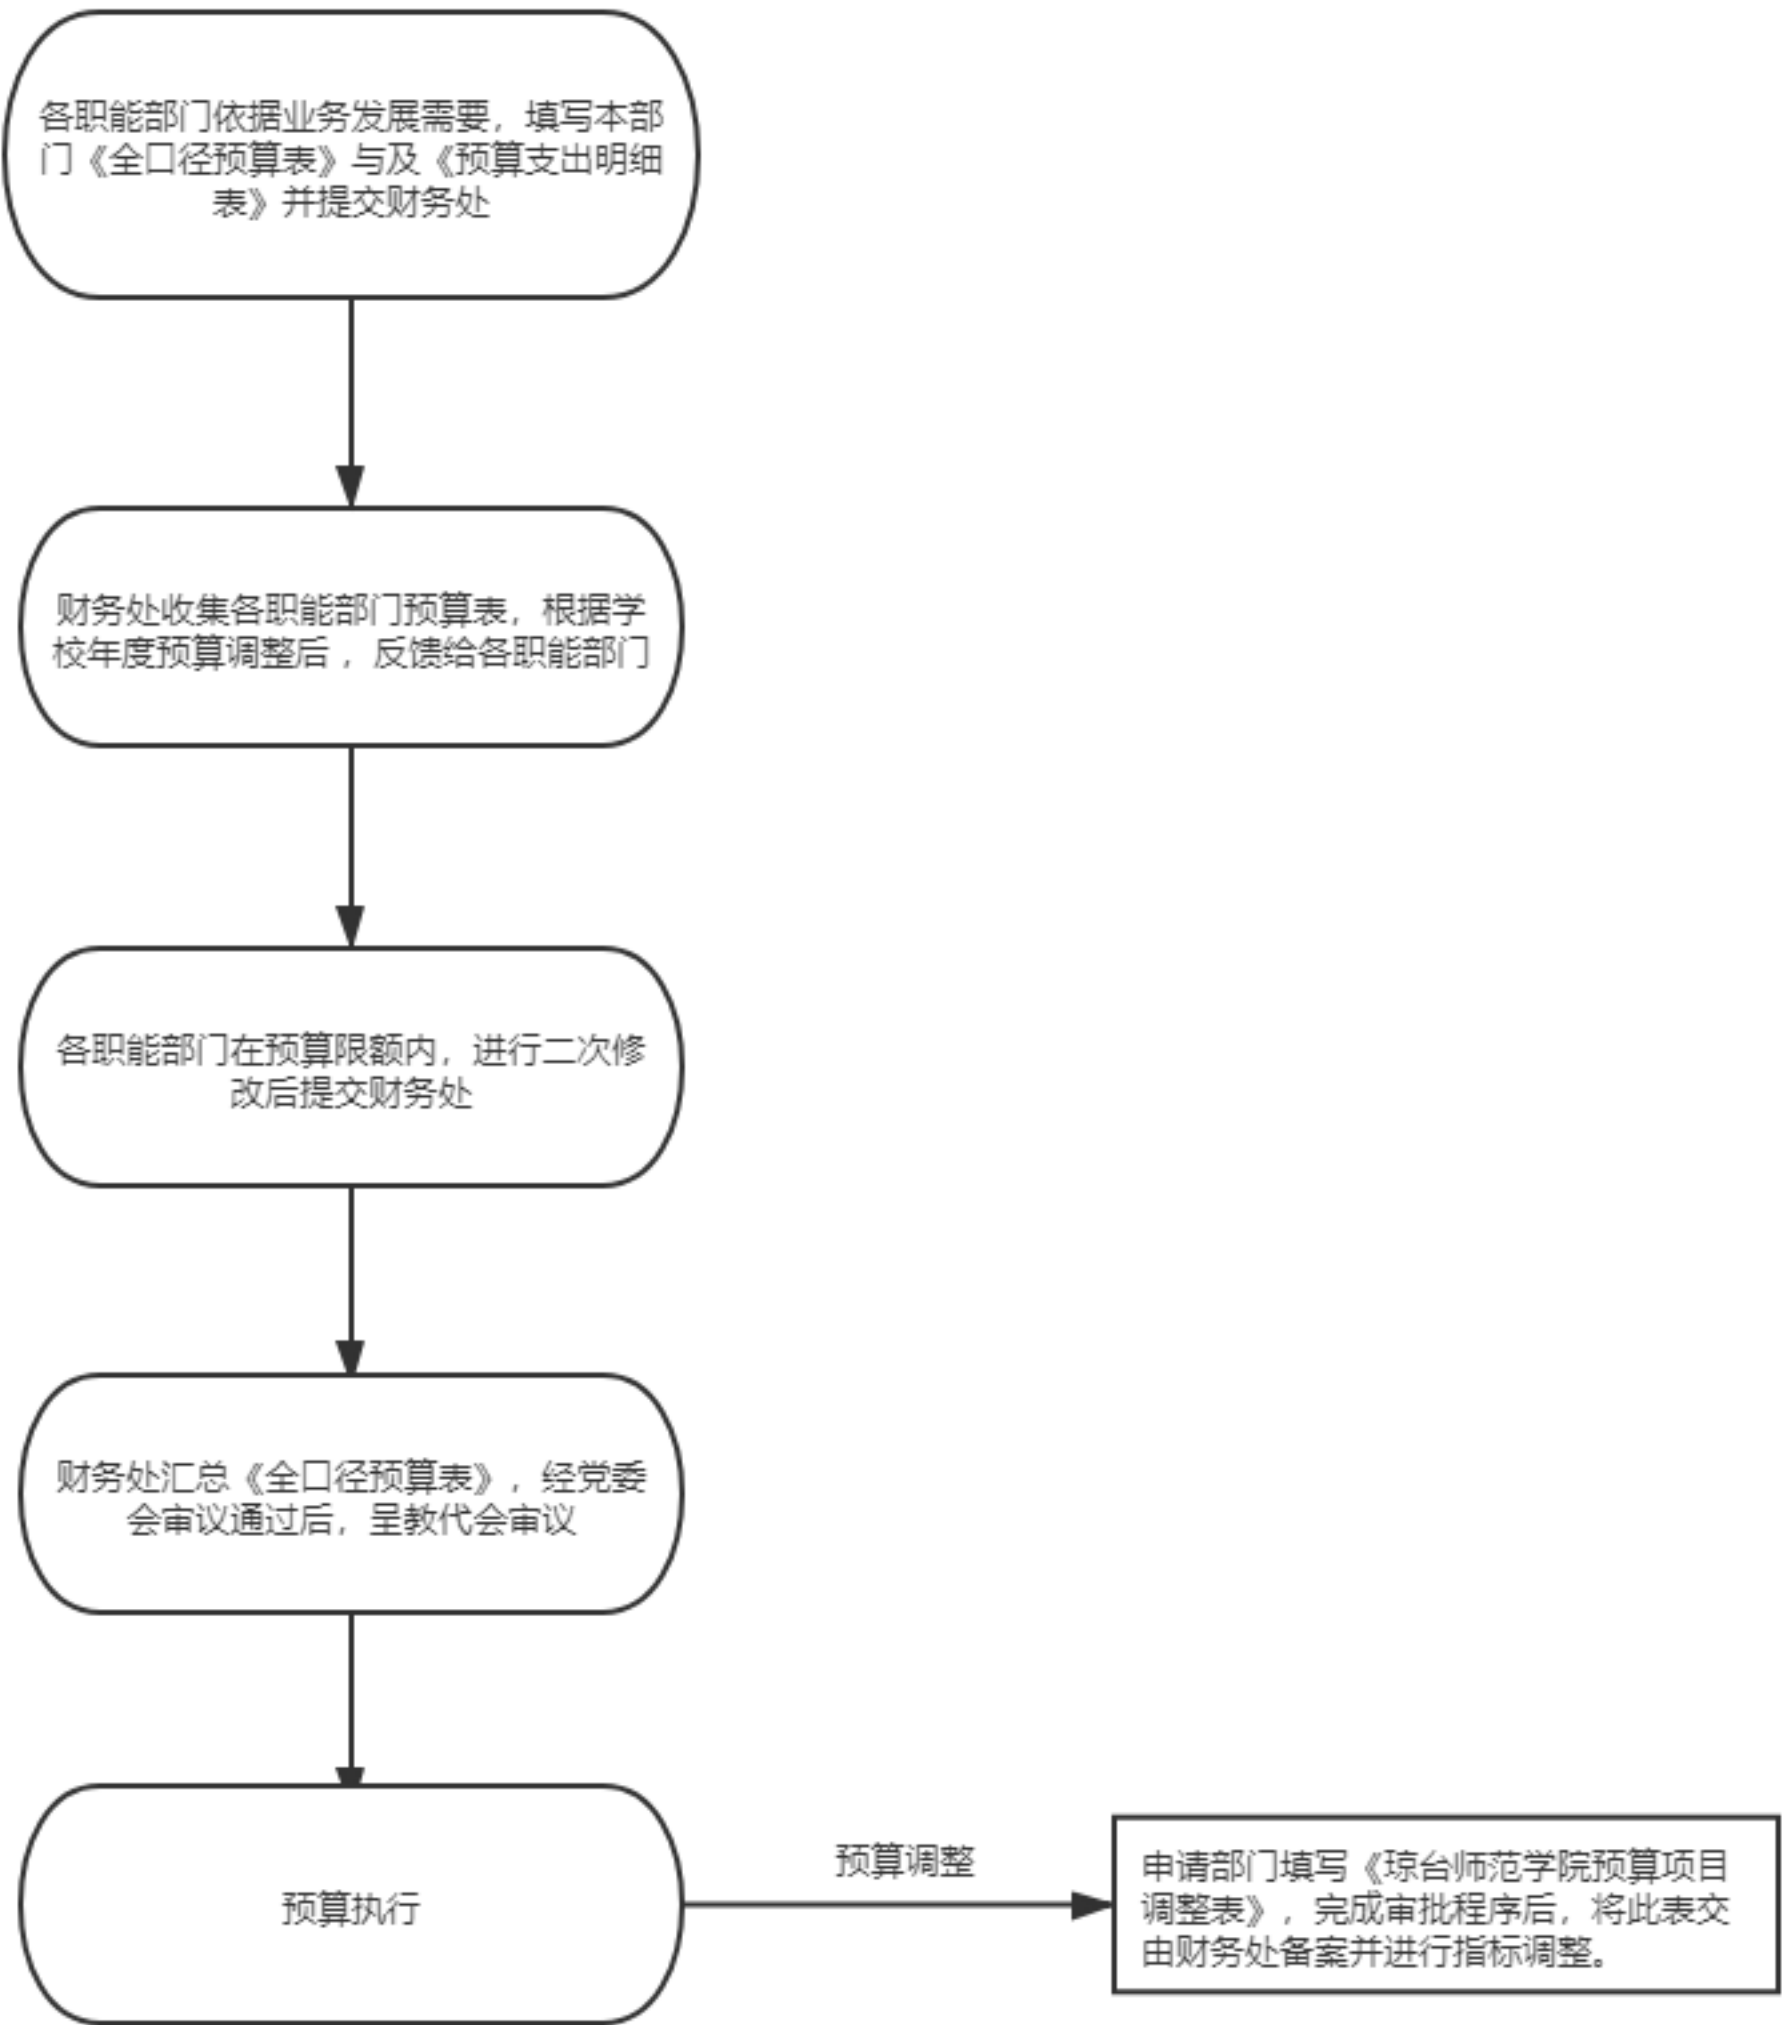 各职能部门依据业务发展需要，填写本部
门《全口径预算表》与及《预算支出明细
表》并提交财务处
财务处收集各职能部门预算表，根据学
校年度预算调整后 ，反馈给各职能部门
各职能部门在预算限额内，进行二次修
改后提交财务处
财务处汇总《全口径预算表》，经党委
会审议通过后，呈教代会审议
预算执行
预算调整
申请部门填写《琼台师范学院预算项目
调整表》，完成审批程序后，将此表交
由财务处备案并进行指标调整。